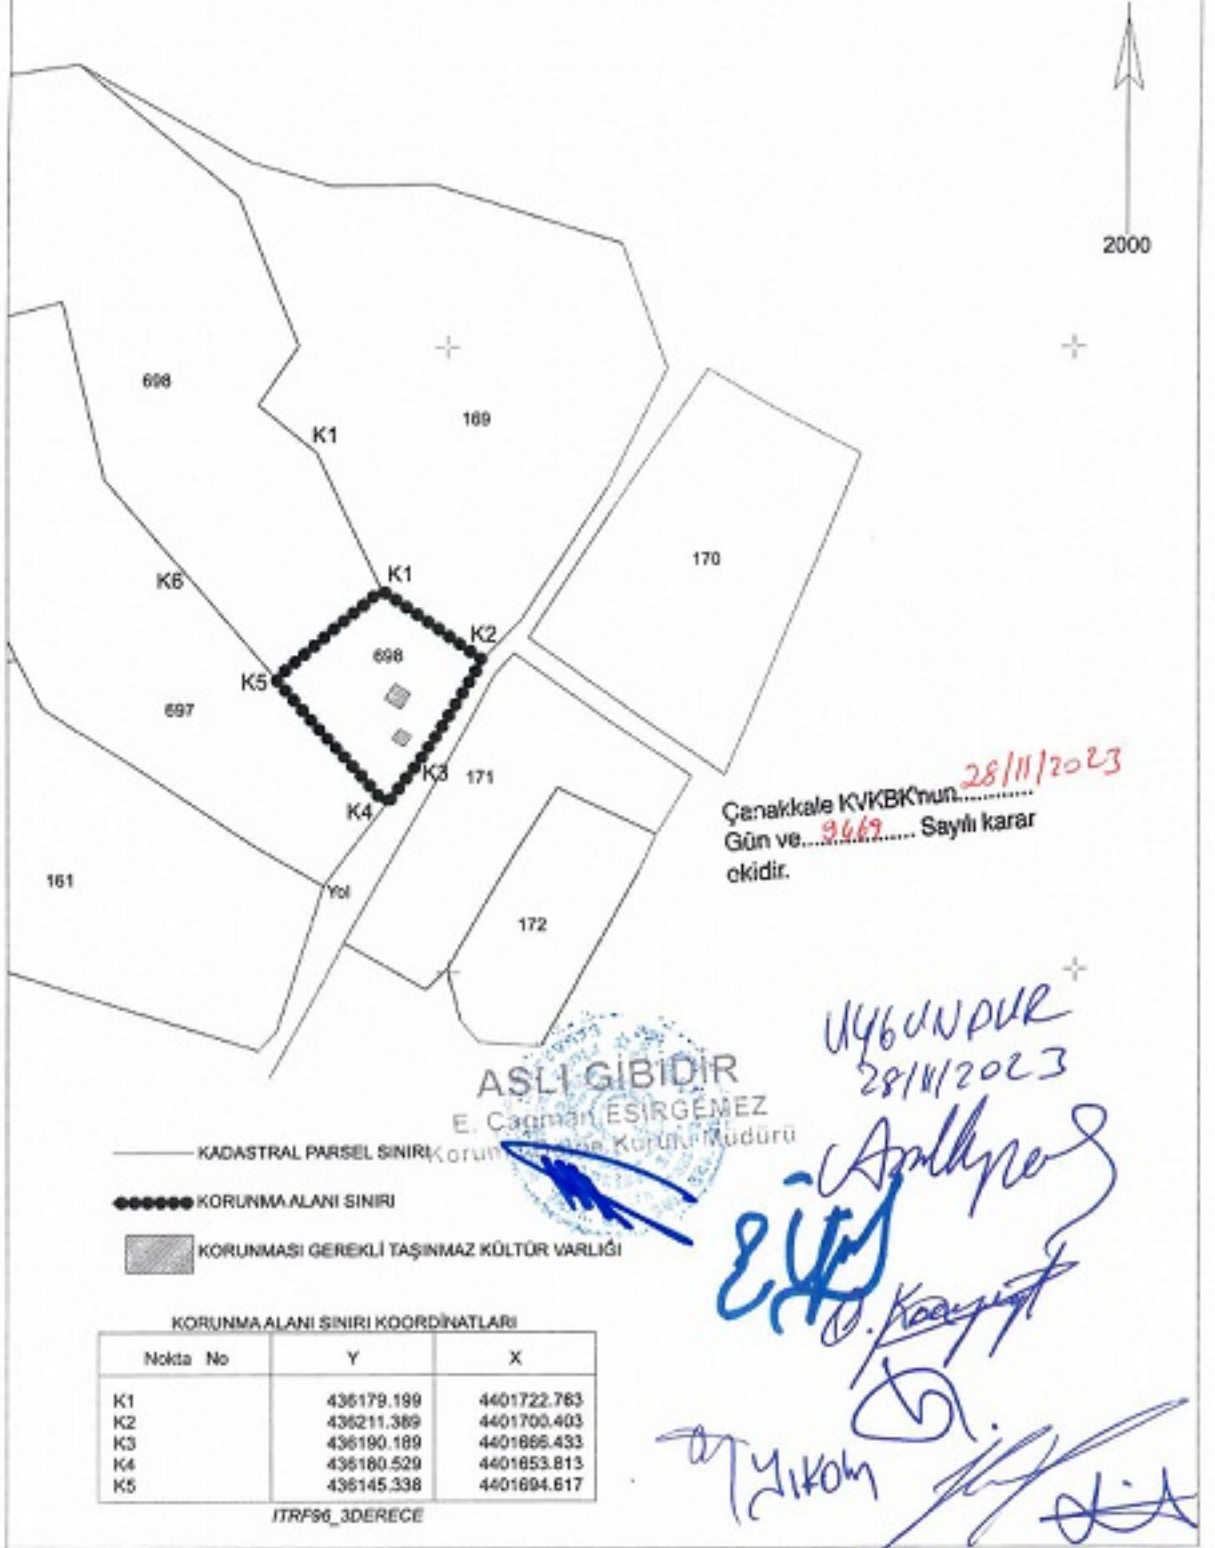 2000
698
169
K1
170
K6
K1
K2
698
K5
697
K3
171
K4
28/11/2023
Çanakkale KVKBK'nun.............
Gün ve...9469...... Sayılı karar
ekidir.
161
Yol
172
UYGUNDUR
28/11/2023
ASLI GİBİDİR
E. Çağman ESİRGEMEZ
Kurulu Müdürü
KADASTRAL PARSEL SINIRI
KORUNMA ALANI SINIRI
KORUNMASI GEREKLİ TAŞINMAZ KÜLTÜR VARLIĞI
KORUNMA ALANI SINIRI KOORDİNATLARI
Nokta No Y X
K1 436179.199 4401722.763
K2 436211.389 4401700.403
K3 436190.189 4401666.433
K4 436180.529 4401653.813
K5 436145.338 4401694.617
ITRF96_3DERECE